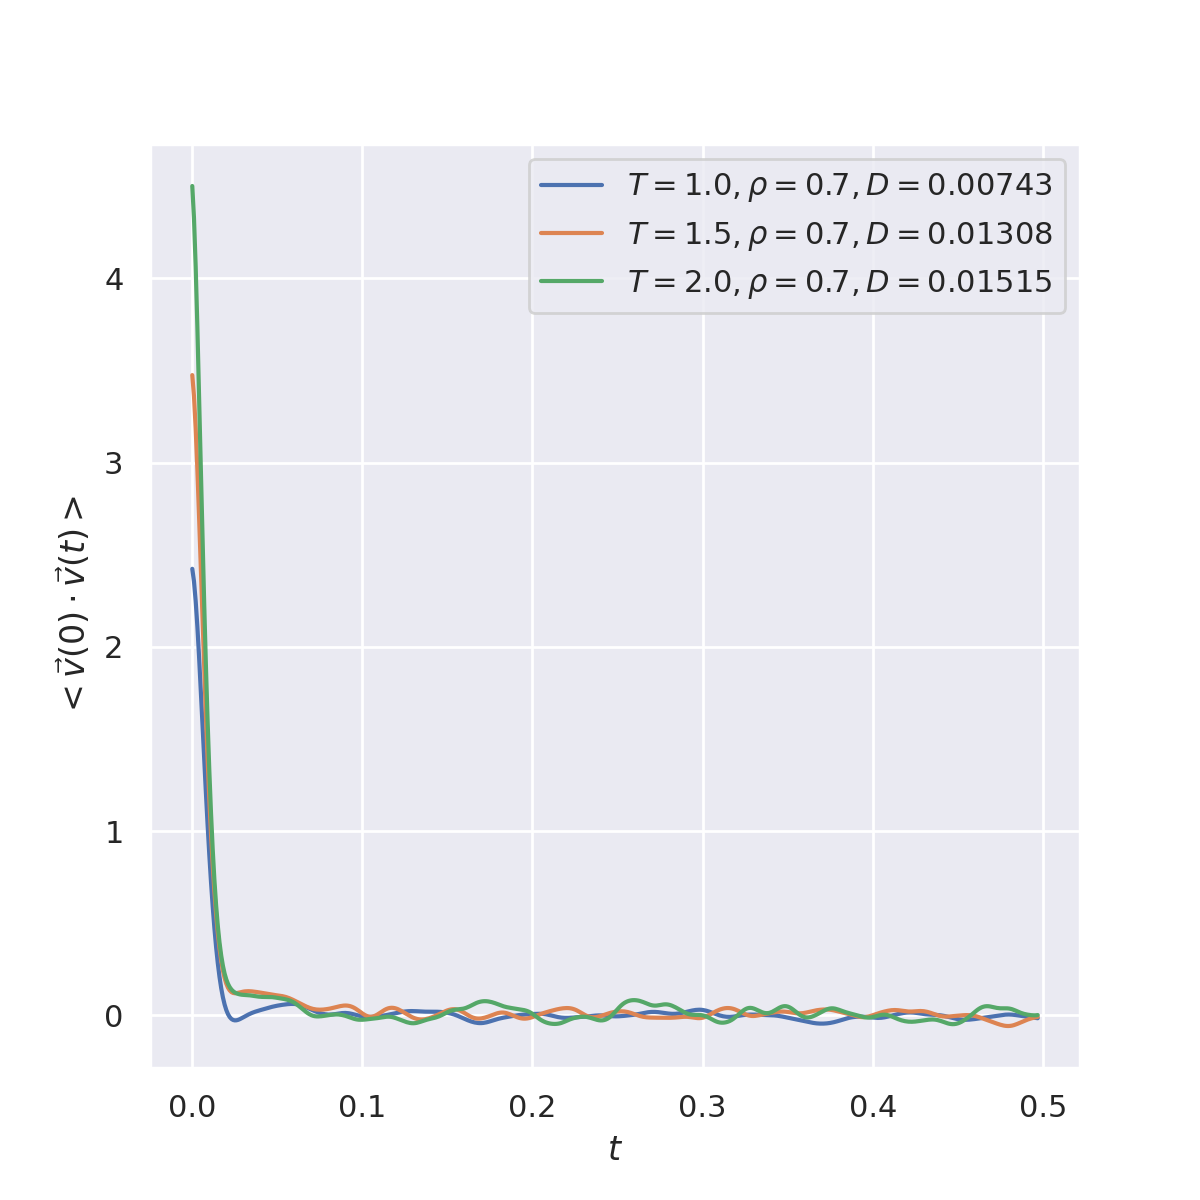 T = 1.0, ρ = 0.7, D = 0.00743
T = 1.5, ρ = 0.7, D = 0.01308
T = 2.0, ρ = 0.7, D = 0.01515
4
3
2
1
0
< v⃗(0) · v⃗(t) >
0.0 0.1 0.2 0.3 0.4 0.5
t